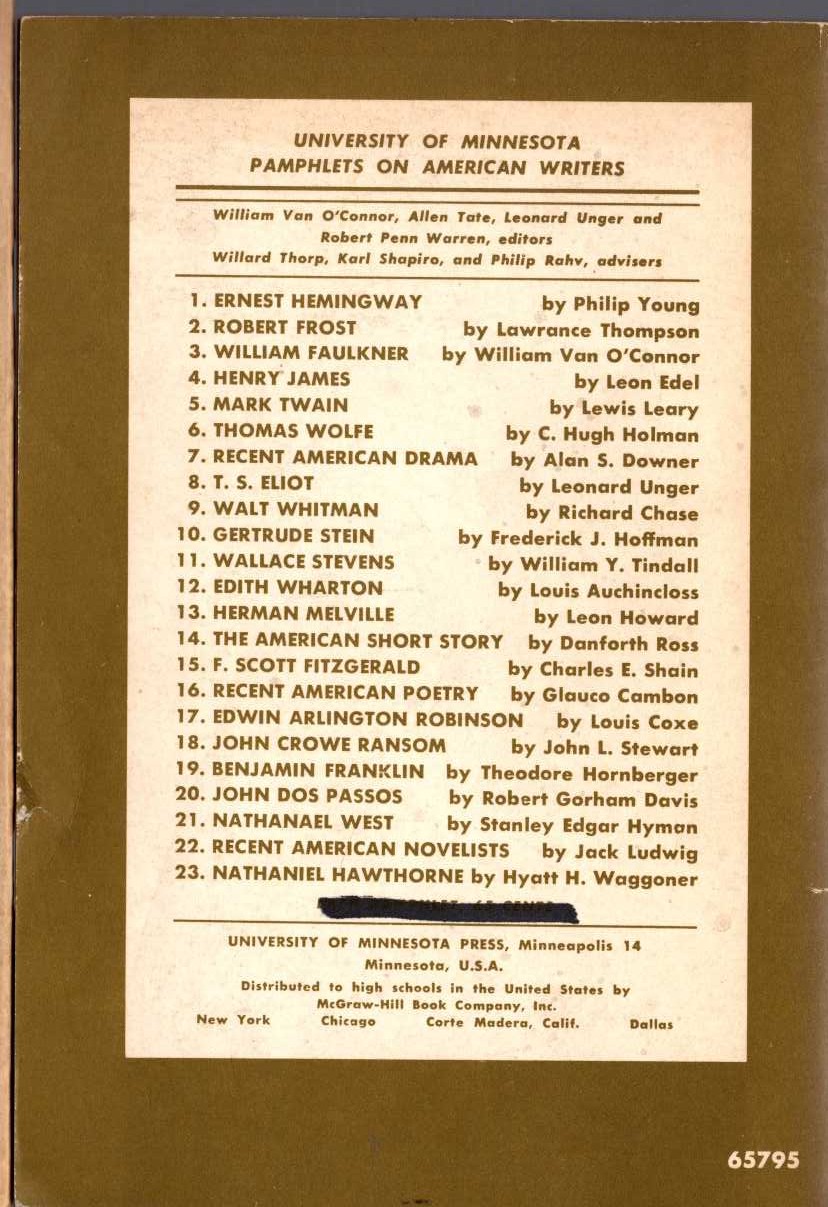 UNIVERSITY OF MINNESOTA
PAMPHLETS ON AMERICAN WRITERS
William Van O'Connor, Allen Tate, Leonard Unger and
Robert Penn Warren, editors
Willard Thorp, Karl Shapiro, and Philip Rahv, advisers
1. ERNEST HEMINGWAY by Philip Young
2. ROBERT FROST by Lawrance Thompson
3. WILLIAM FAULKNER by William Van O'Connor
4. HENRY JAMES by Leon Edel
5. MARK TWAIN by Lewis Leary
6. THOMAS WOLFE by C. Hugh Holman
7. RECENT AMERICAN DRAMA by Alan S. Downer
8. T. S. ELIOT by Leonard Unger
9. WALT WHITMAN by Richard Chase
10. GERTRUDE STEIN by Frederick J. Hoffman
11. WALLACE STEVENS by William Y. Tindall
12. EDITH WHARTON by Louis Auchincloss
13. HERMAN MELVILLE by Leon Howard
14. THE AMERICAN SHORT STORY by Danforth Ross
15. F. SCOTT FITZGERALD by Charles E. Shain
16. RECENT AMERICAN POETRY by Glauco Cambon
17. EDWIN ARLINGTON ROBINSON by Louis Coxe
18. JOHN CROWE RANSOM by John L. Stewart
19. BENJAMIN FRANKLIN by Theodore Hornberger
20. JOHN DOS PASSOS by Robert Gorham Davis
21. NATHANAEL WEST by Stanley Edgar Hyman
22. RECENT AMERICAN NOVELISTS by Jack Ludwig
23. NATHANIEL HAWTHORNE by Hyatt H. Waggoner
65 CENTS
UNIVERSITY OF MINNESOTA PRESS, Minneapolis 14
Minnesota, U.S.A.
Distributed to high schools in the United States by
McGraw-Hill Book Company, Inc.
New York Chicago Corte Madera, Calif. Dallas
65795